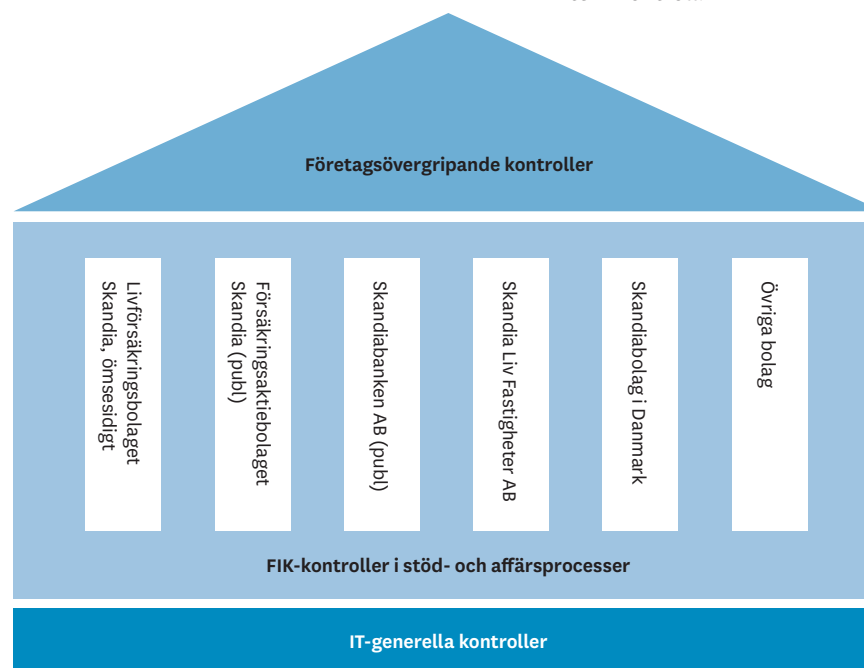 Företagsövergripande kontroller
Livförsäkringsbolaget
Skandia, ömsesidigt
Försäkringsaktiebolaget
Skandia (publ)
Skandiabanken AB (publ)
Skandia Liv Fastigheter AB
Skandiabolag i Danmark
Övriga bolag
FIK-kontroller i stöd- och affärsprocesser
IT-generella kontroller